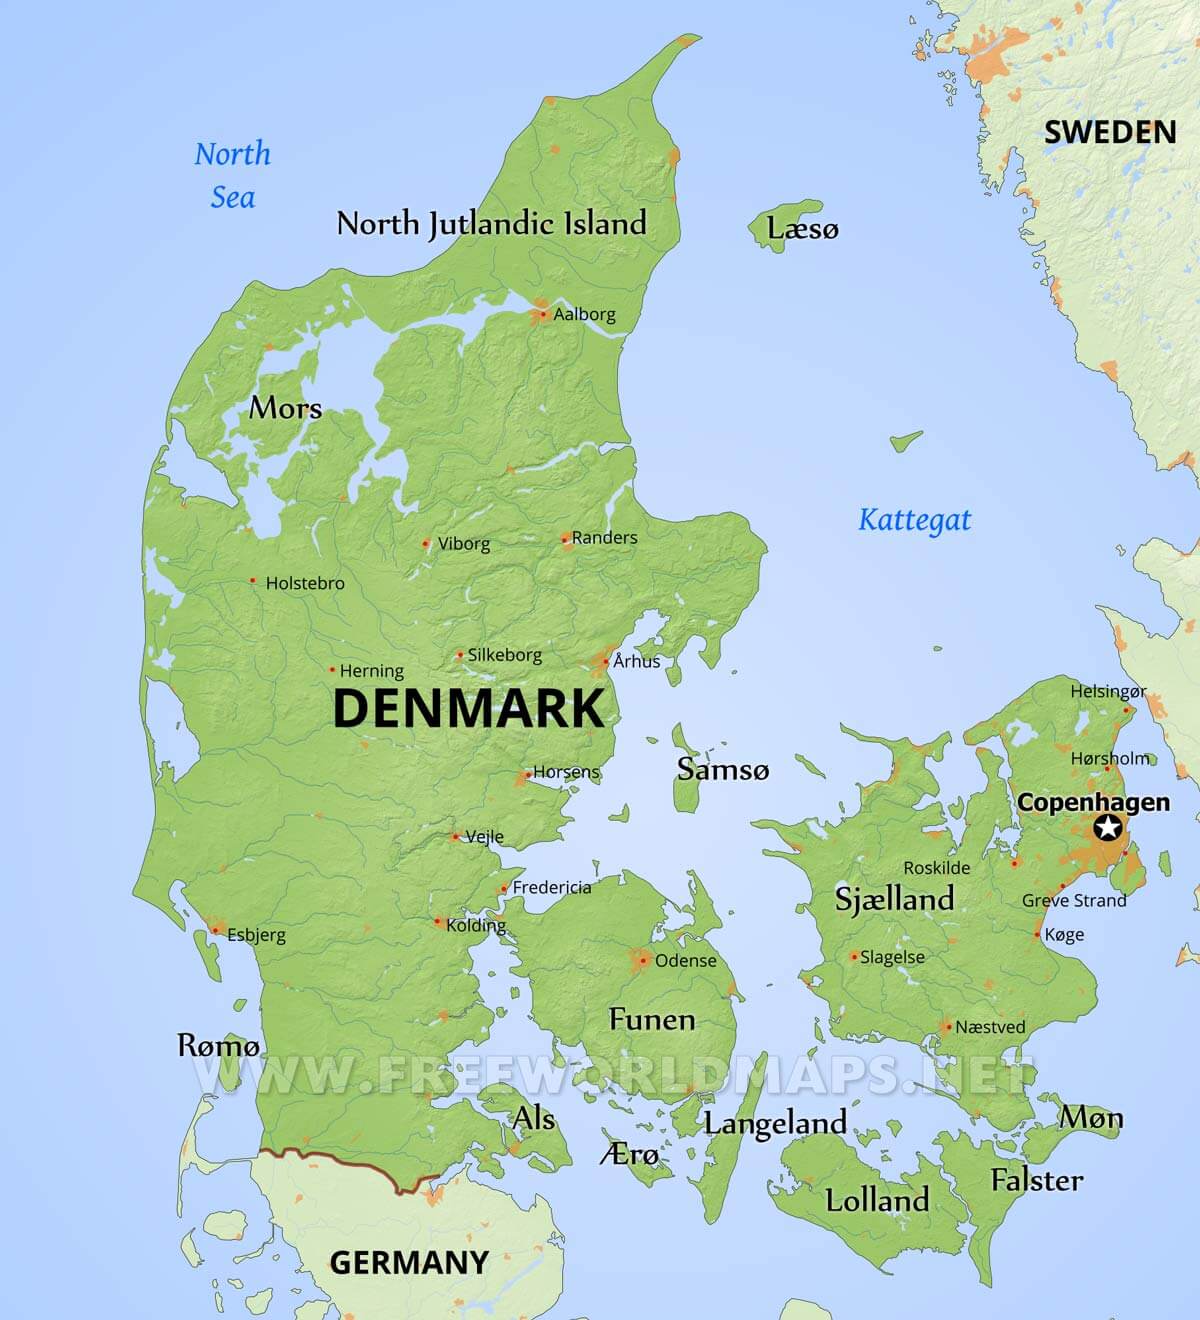 SWEDEN
North
Sea
North Jutlandic Island
Læsø
Aalborg
Mors
Kattegat
Viborg
Randers
Holstebro
Silkeborg
Århus
Herning
DENMARK
Helsingør
Hørsholm
Samsø
Horsens
Copenhagen
Vejle
Roskilde
Fredericia
Sjælland
Greve Strand
Kolding
Esbjerg
Køge
Odense
Slagelse
Funen
Næstved
Rømø
WWW.FREEWORLDMAPS.NET
Als
Langeland
Møn
Ærø
Falster
Lolland
GERMANY